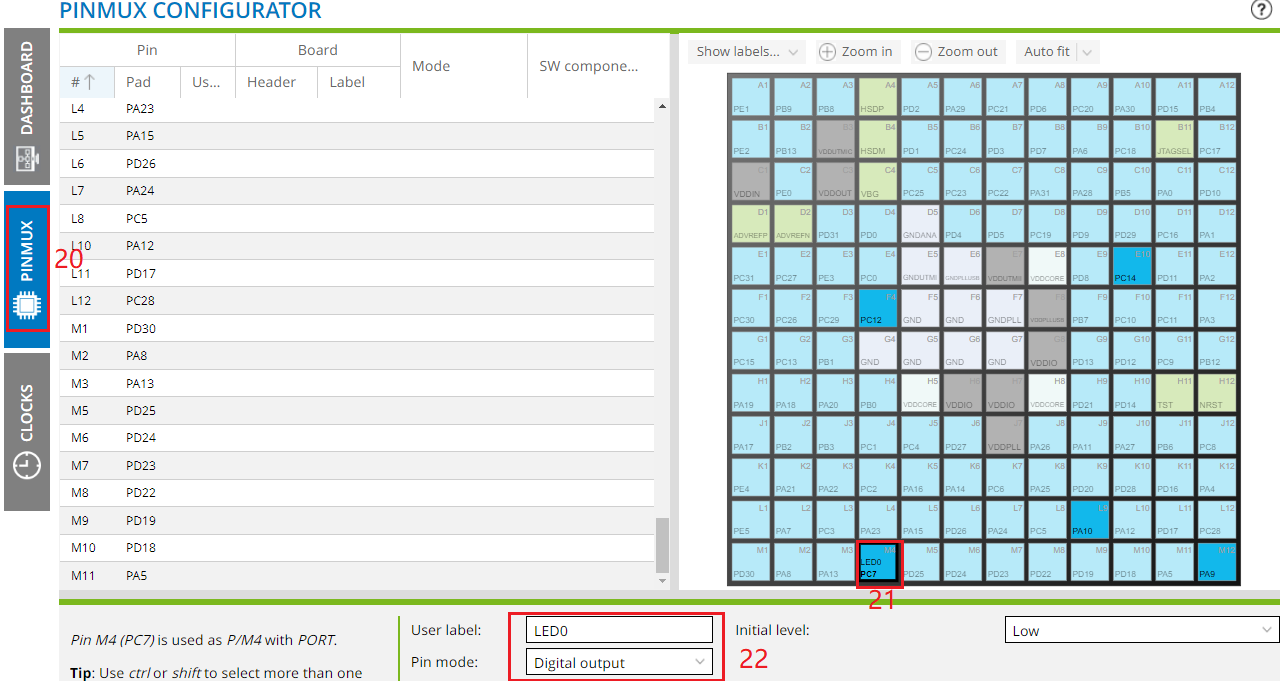 PINMUX CONFIGURATOR
?
DASHBOARD
PINMUX
CLOCKS
20
Pin Board Mode SW compone...
# Pad Us... Header Label
L4 PA23
L5 PA15
L6 PD26
L7 PA24
L8 PC5
L10 PA12
L11 PD17
L12 PC28
M1 PD30
M2 PA8
M3 PA13
M5 PD25
M6 PD24
M7 PD23
M8 PD22
M9 PD19
M10 PD18
M11 PA5
Show labels... Zoom in Zoom out Auto fit
A1 A2 A3 A4 A5 A6 A7 A8 A9 A10 A11 A12
PE1 PB9 PB8 HSDP PD2 PA29 PC21 PD6 PC20 PA30 PD15 PB4
B1 B2 B3 B4 B5 B6 B7 B8 B9 B10 B11 B12
PE2 PB13 VDDUTMIC HSDM PD1 PC24 PD3 PD7 PA6 PC18 JTAGSEL PC17
C1 C2 C3 C4 C5 C6 C7 C8 C9 C10 C11 C12
VDDIN PE0 VDDOUT VBG PC25 PC23 PC22 PA31 PA28 PB5 PA0 PD10
D1 D2 D3 D4 D5 D6 D7 D8 D9 D10 D11 D12
ADVREFP ADVREFN PD31 PD0 GNDANA PD4 PD5 PC19 PD9 PD29 PC16 PA1
E1 E2 E3 E4 E5 E6 E7 E8 E9 E10 E11 E12
PC31 PC27 PE3 PC0 GNDUTMI GNDPLLUSB VDDUTMII VDDCORE PD8 PC14 PD11 PA2
F1 F2 F3 F4 F5 F6 F7 F8 F9 F10 F11 F12
PC30 PC26 PC29 PC12 GND GND GNDPLL VDDPLLUSB PB7 PC10 PC11 PA3
G1 G2 G3 G4 G5 G6 G7 G8 G9 G10 G11 G12
PC15 PC13 PB1 GND GND GND GND VDDIO PD13 PD12 PC9 PB12
H1 H2 H3 H4 H5 H6 H7 H8 H9 H10 H11 H12
PA19 PA18 PA20 PB0 VDDCORE VDDIO VDDIO VDDCORE PD21 PD14 TST NRST
J1 J2 J3 J4 J5 J6 J7 J8 J9 J10 J11 J12
PA17 PB2 PB3 PC1 PC4 PD27 VDDPLL PA26 PA11 PA27 PB6 PC8
K1 K2 K3 K4 K5 K6 K7 K8 K9 K10 K11 K12
PE4 PA21 PA22 PC2 PA16 PA14 PC6 PA25 PD20 PD28 PD16 PA4
L1 L2 L3 L4 L5 L6 L7 L8 L9 L10 L11 L12
PE5 PA7 PC3 PA23 PA15 PD26 PA24 PC5 PA10 PA12 PD17 PC28
M1 M2 M3 M4 M5 M6 M7 M8 M9 M10 M11 M12
LED0
PD30 PA8 PA13 PC7 PD25 PD24 PD23 PD22 PD19 PD18 PA5 PA9
21
Pin M4 (PC7) is used as P/M4 with PORT.
Tip: Use ctrl or shift to select more than one
User label: LED0
Pin mode: Digital output
22
Initial level: Low